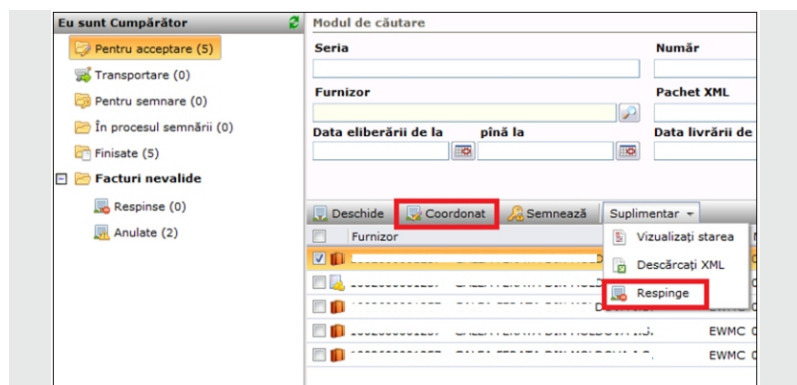 Eu sunt Cumpărător
Pentru acceptare (5)
Transportare (0)
Pentru semnare (0)
În procesul semnării (0)
Finisate (5)
Facturi nevalide
Respinse (0)
Anulate (2)
Modul de căutare
Seria Număr
Furnizor Pachet XML
Data eliberării de la pînă la Data livrării de
Deschide Coordonat Semnează Suplimentar
Furnizor
Vizualizați starea
Descărcați XML
Respinge
EWMC
EWMC